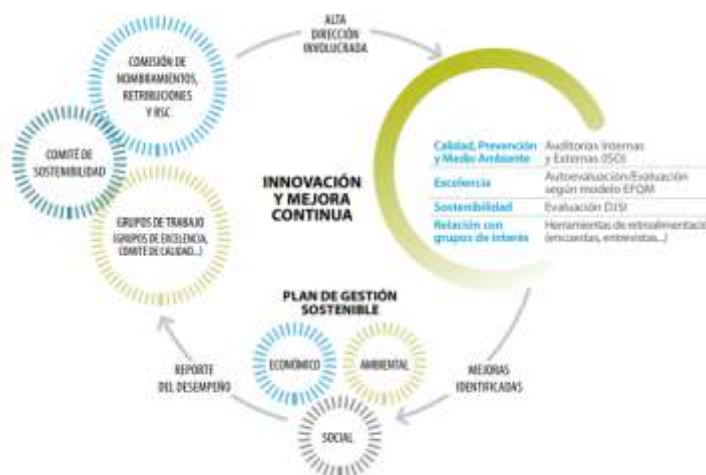 ALTA
DIRECCIÓN
INVOLUCRADA
COMISIÓN DE
NOMBRAMIENTOS,
RETRIBUCIONES
Y RSC
COMITÉ DE
SOSTENIBILIDAD
GRUPOS DE TRABAJO
(GRUPOS DE EXCELENCIA,
COMITÉ DE CALIDAD...)
INNOVACIÓN
Y MEJORA
CONTINUA
Calidad, Prevención
y Medio Ambiente
Auditorías Internas
y Externas (ISO)
Excelencia
Autoevaluación/Evaluación
según modelo EFQM
Sostenibilidad
Evaluación DJSI
Relación con
grupos de interés
Herramientas de retroalimentació
(encuestas, entrevistas...)
PLAN DE GESTIÓN
SOSTENIBLE
ECONÓMICO
AMBIENTAL
SOCIAL
REPORTE
DEL DESEMPEÑO
MEJORAS
IDENTIFICADAS